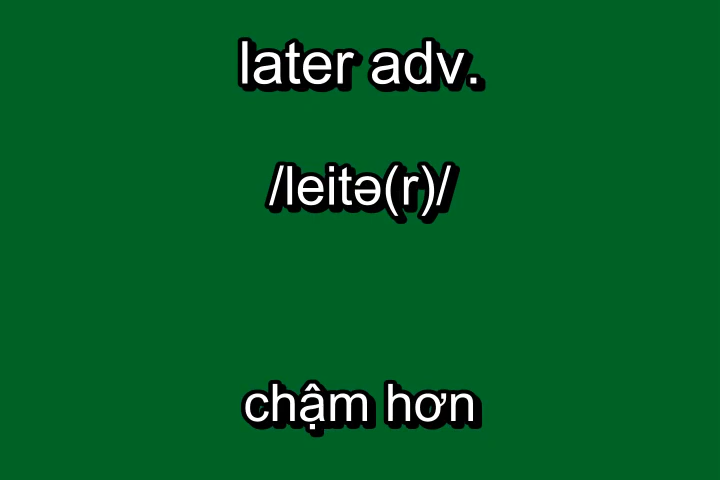 later adv.
/leitə(r)/
chậm hơn